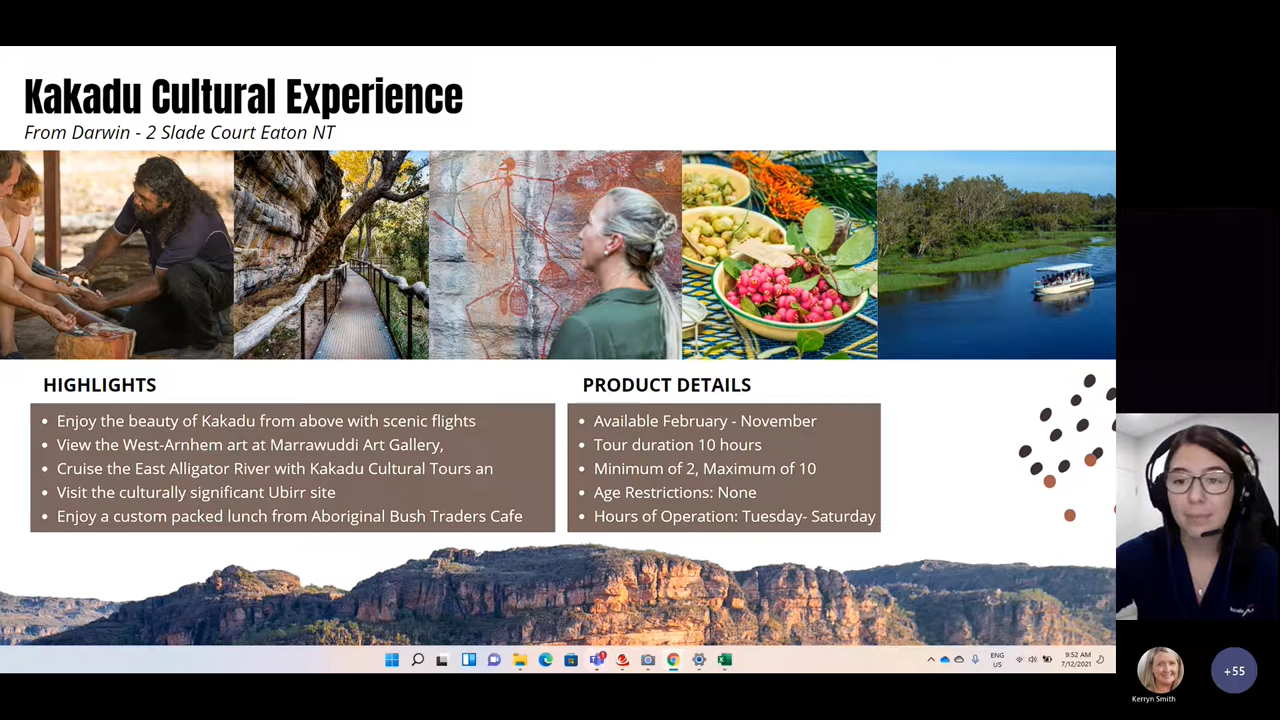 Kakadu Cultural Experience
From Darwin - 2 Slade Court Eaton NT
HIGHLIGHTS
• Enjoy the beauty of Kakadu from above with scenic flights
• View the West-Arnhem art at Marrawuddi Art Gallery,
• Cruise the East Alligator River with Kakadu Cultural Tours an
• Visit the culturally significant Ubirr site
• Enjoy a custom packed lunch from Aboriginal Bush Traders Cafe
PRODUCT DETAILS
• Available February - November
• Tour duration 10 hours
• Minimum of 2, Maximum of 10
• Age Restrictions: None
• Hours of Operation: Tuesday- Saturday
ENG
US
9:52 AM
7/12/2021
Kerryn Smith
+55